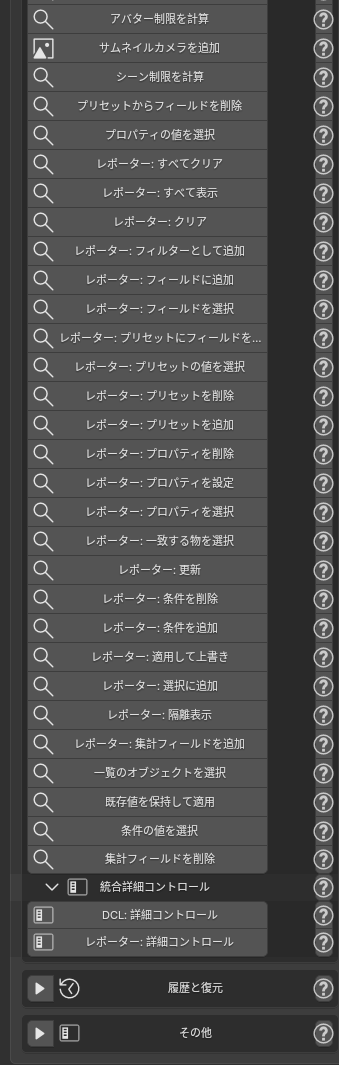 アバター制限を計算
サムネイルカメラを追加
シーン制限を計算
プリセットからフィールドを削除
プロパティの値を選択
レポーター: すべてクリア
レポーター: すべて表示
レポーター: クリア
レポーター: フィルターとして追加
レポーター: フィールドに追加
レポーター: フィールドを選択
レポーター: プリセットにフィールドを...
レポーター: プリセットの値を選択
レポーター: プリセットを削除
レポーター: プリセットを追加
レポーター: プロパティを削除
レポーター: プロパティを設定
レポーター: プロパティを選択
レポーター: 一致する物を選択
レポーター: 更新
レポーター: 条件を削除
レポーター: 条件を追加
レポーター: 適用して上書き
レポーター: 選択に追加
レポーター: 隔離表示
レポーター: 集計フィールドを追加
一覧のオブジェクトを選択
既存値を保持して適用
条件の値を選択
集計フィールドを削除
統合詳細コントロール
DCL: 詳細コントロール
レポーター: 詳細コントロール
履歴と復元
その他